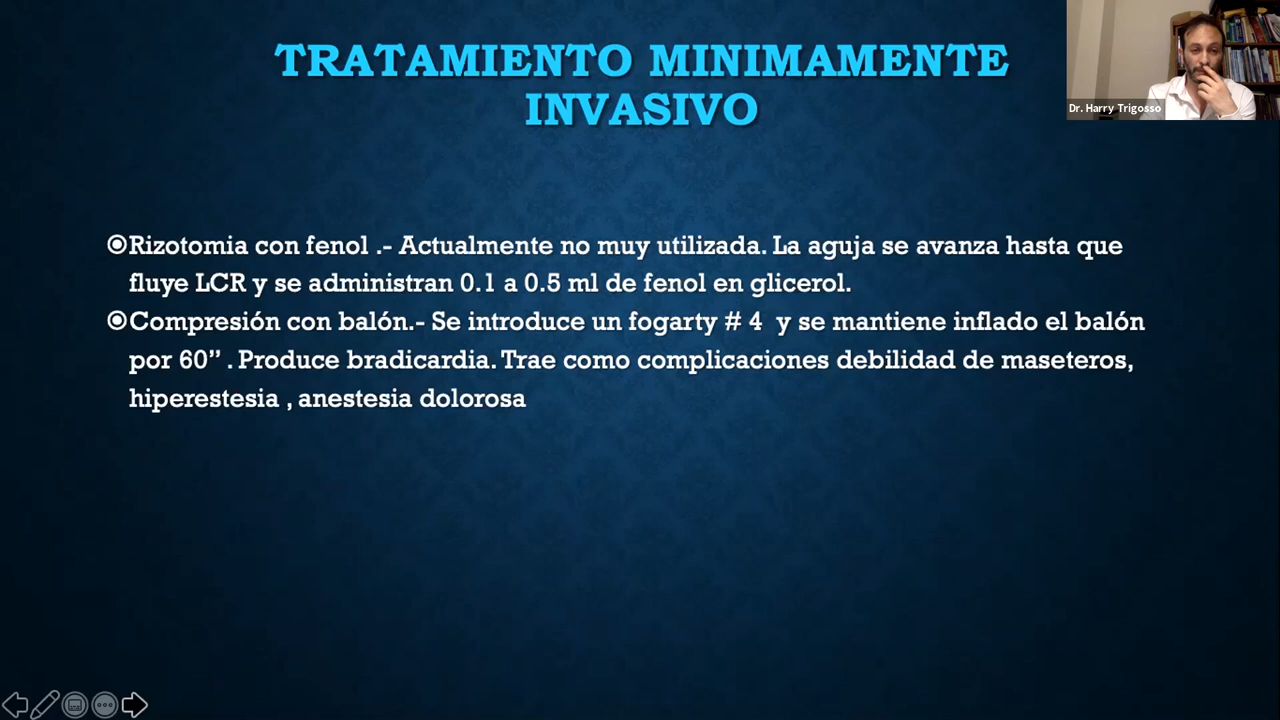 TRATAMIENTO MINIMAMENTE
INVASIVO
Dr. Harry Trigosso
Rizotomia con fenol .- Actualmente no muy utilizada. La aguja se avanza hasta que
fluye LCR y se administran 0.1 a 0.5 ml de fenol en glicerol.
Compresión con balón.- Se introduce un fogarty # 4 y se mantiene inflado el balón
por 60” . Produce bradicardia. Trae como complicaciones debilidad de maseteros,
hiperestesia , anestesia dolorosa